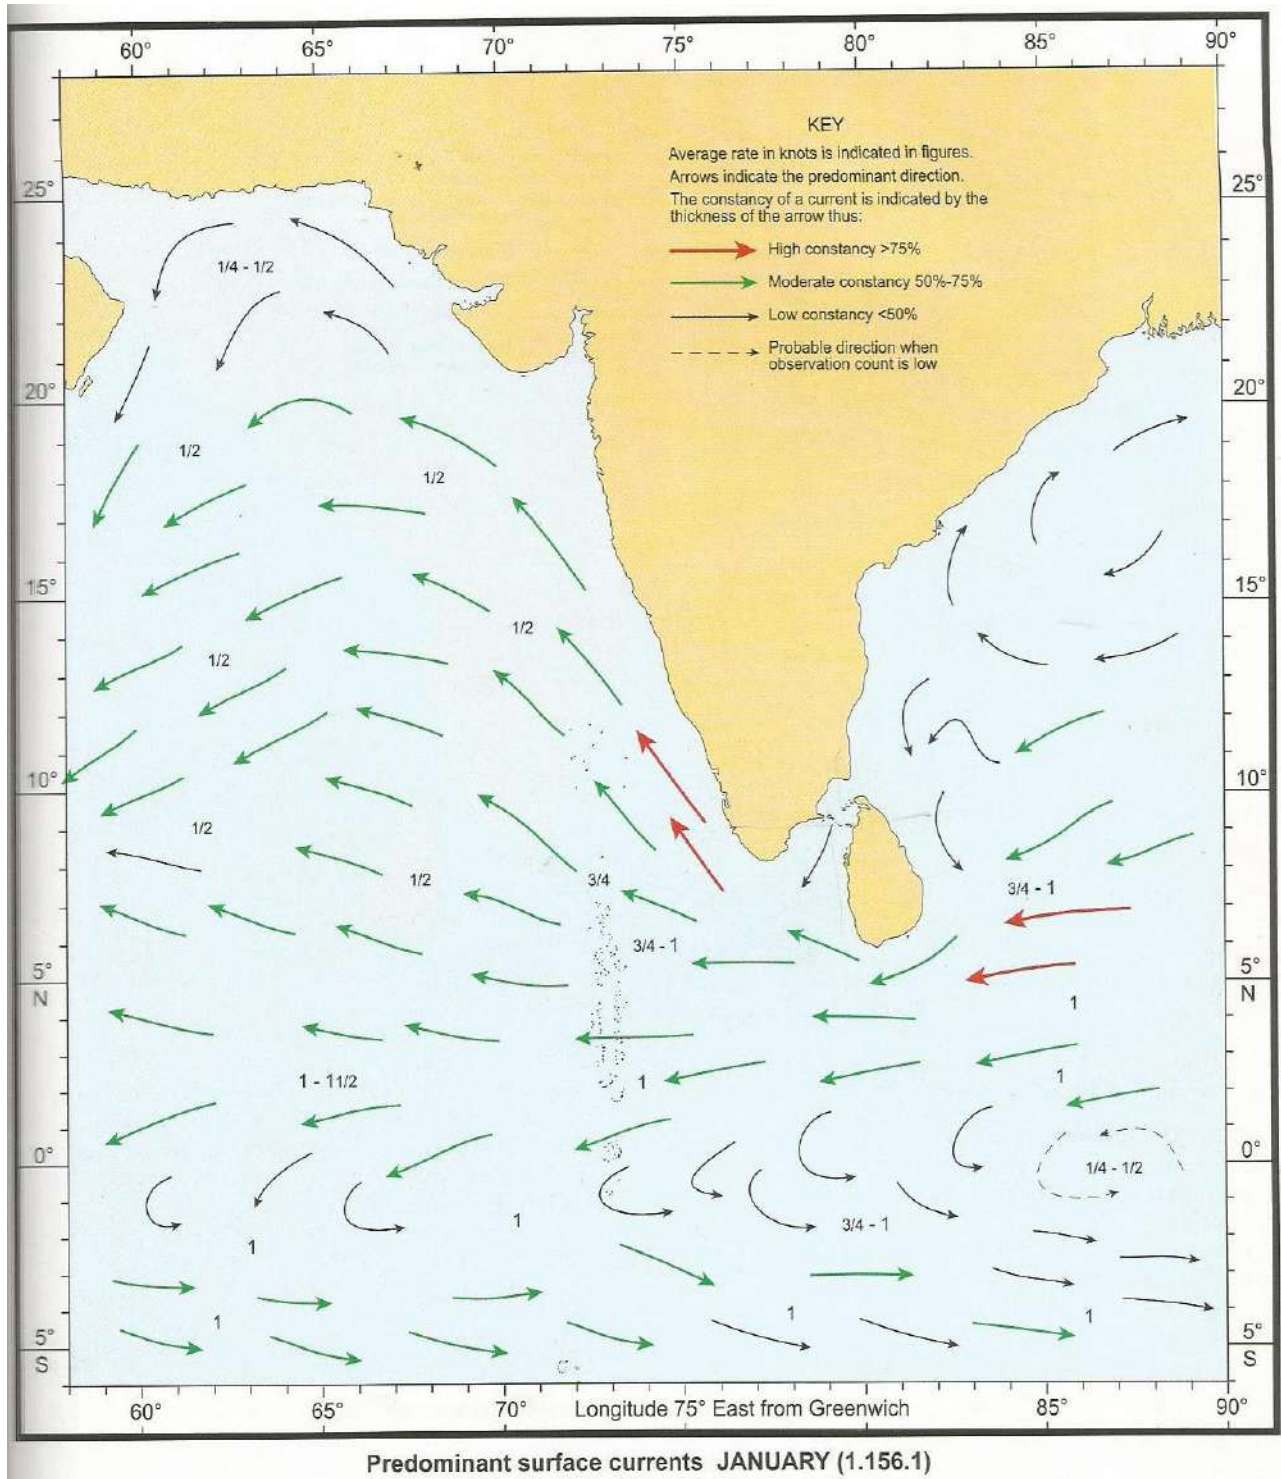 60° 65° 70° 75° 80° 85° 90°
KEY
Average rate in knots is indicated in figures.
Arrows indicate the predominant direction.
The constancy of a current is indicated by the
thickness of the arrow thus:
High constancy >75%
Moderate constancy 50%-75%
Low constancy <50%
Probable direction when
observation count is low
25° 25°
1/4 - 1/2
20° 20°
1/2
1/2
15° 15°
1/2
1/2
10° 10°
1/2
1/2
3/4
3/4 - 1
3/4 - 1
5° 5°
N N
1
1 - 11/2
1
1
0° 0°
1/4 - 1/2
1
3/4 - 1
1
1
1
1
5° 5°
S S
60° 65° 70° Longitude 75° East from Greenwich 85° 90°
Predominant surface currents JANUARY (1.156.1)